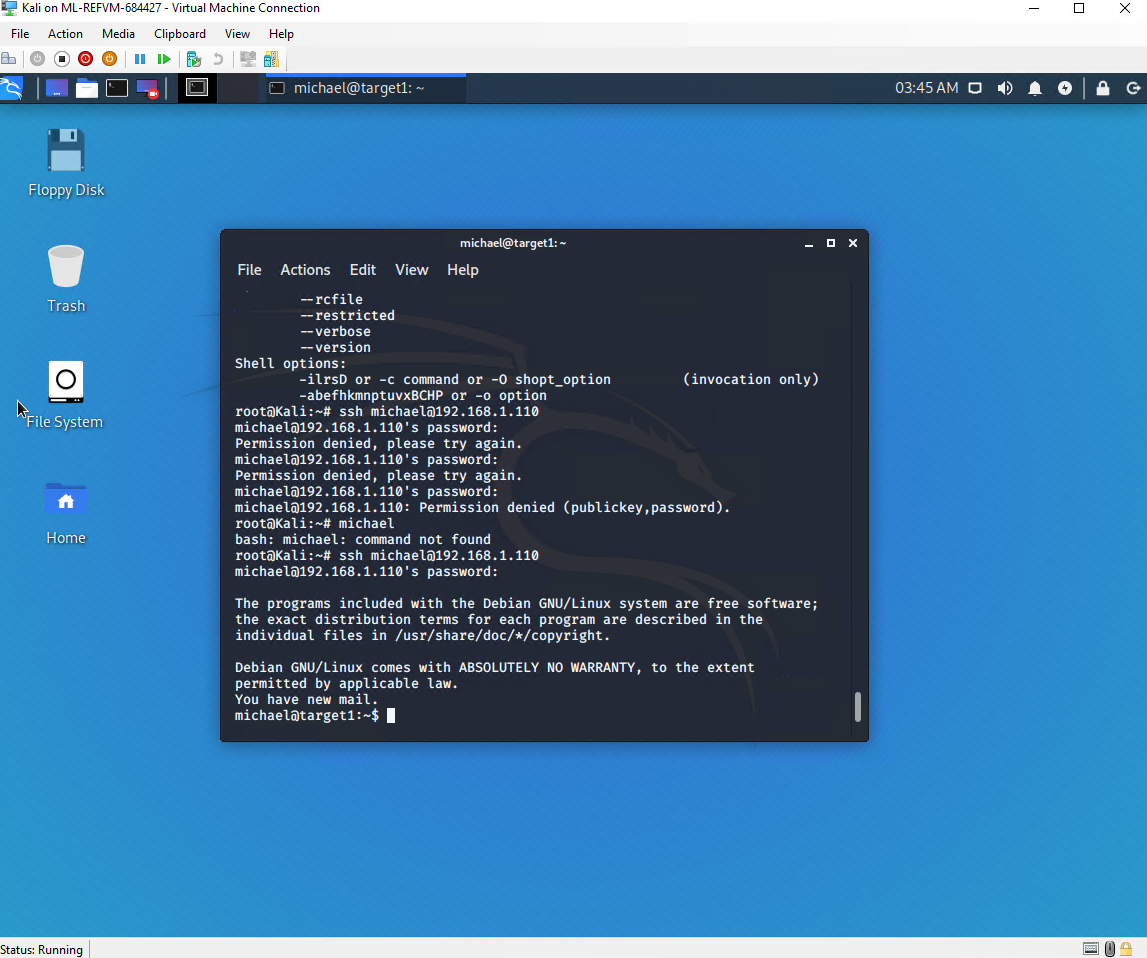 Kali on ML-REFVM-684427 - Virtual Machine Connection
File Action Media Clipboard View Help
michael@target1: ~
03:45 AM
Floppy Disk
Trash
File System
Home
michael@target1: ~
File Actions Edit View Help
--rcfile
--restricted
--verbose
--version
Shell options:
-ilrsD or -c command or -O shopt_option (invocation only)
-abefhkmnptuvxBCHP or -o option
root@Kali:~# ssh michael@192.168.1.110
michael@192.168.1.110's password:
Permission denied, please try again.
michael@192.168.1.110's password:
Permission denied, please try again.
michael@192.168.1.110's password:
michael@192.168.1.110: Permission denied (publickey,password).
root@Kali:~# michael
bash: michael: command not found
root@Kali:~# ssh michael@192.168.1.110
michael@192.168.1.110's password:
The programs included with the Debian GNU/Linux system are free software;
the exact distribution terms for each program are described in the
individual files in /usr/share/doc/*/copyright.
Debian GNU/Linux comes with ABSOLUTELY NO WARRANTY, to the extent
permitted by applicable law.
You have new mail.
michael@target1:~$
Status: Running